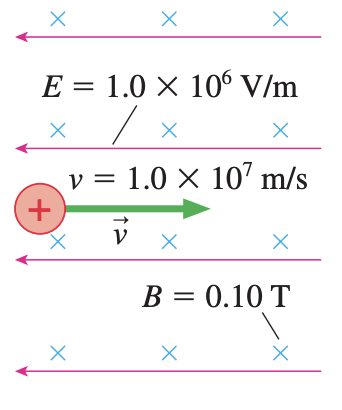 E = 1.0 × 10⁶ V/m
v = 1.0 × 10⁷ m/s
+
v⃗
B = 0.10 T